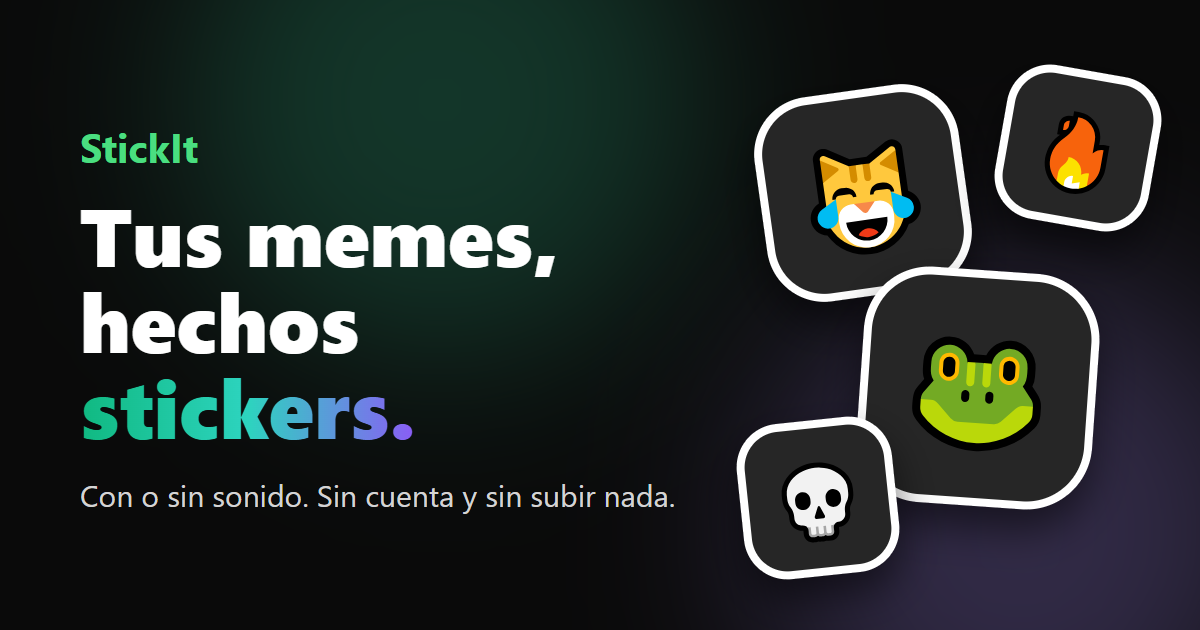 StickIt
Tus memes,
hechos
stickers.
Con o sin sonido. Sin cuenta y sin subir nada.